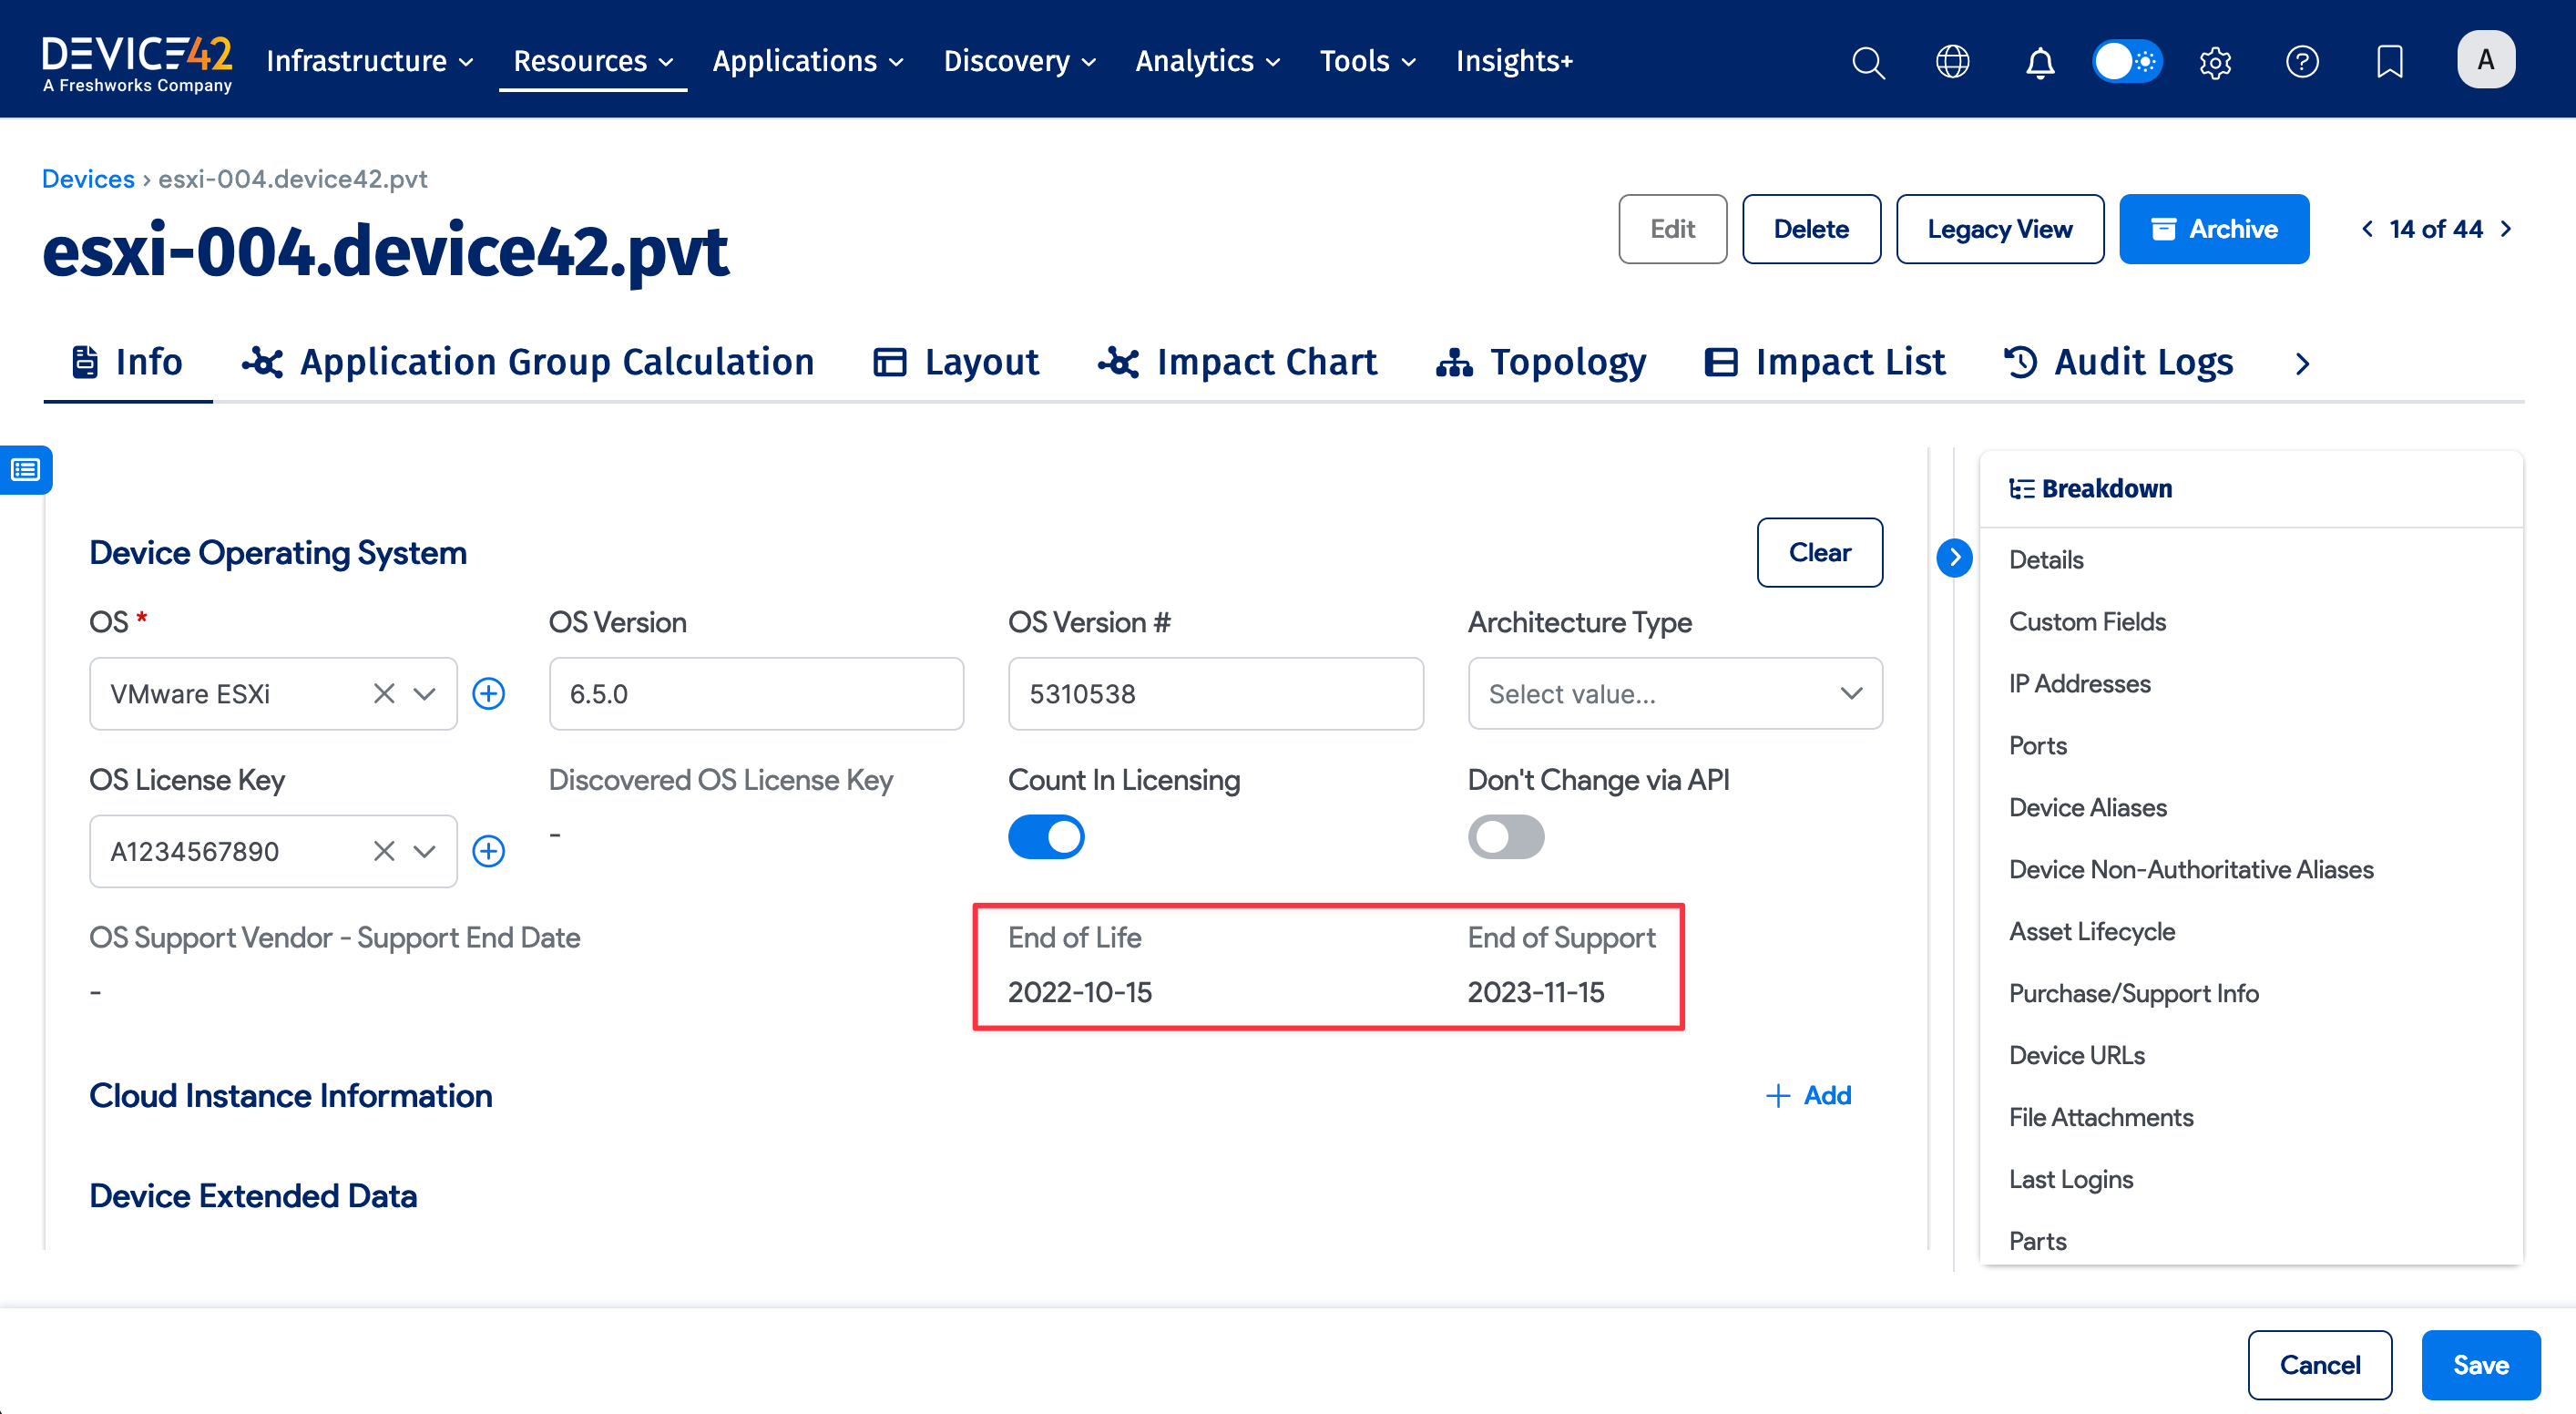 DEVICE42
A Freshworks Company
Infrastructure
Resources
Applications
Discovery
Analytics
Tools
Insights+
A
Devices › esxi-004.device42.pvt
esxi-004.device42.pvt
Edit
Delete
Legacy View
Archive
14 of 44
Info
Application Group Calculation
Layout
Impact Chart
Topology
Impact List
Audit Logs
Device Operating System
Clear
OS *
OS Version
OS Version #
Architecture Type
VMware ESXi
6.5.0
5310538
Select value...
OS License Key
Discovered OS License Key
Count In Licensing
Don't Change via API
A1234567890
-
OS Support Vendor - Support End Date
End of Life
End of Support
-
2022-10-15
2023-11-15
Cloud Instance Information
Add
Device Extended Data
Breakdown
Details
Custom Fields
IP Addresses
Ports
Device Aliases
Device Non-Authoritative Aliases
Asset Lifecycle
Purchase/Support Info
Device URLs
File Attachments
Last Logins
Parts
Cancel
Save